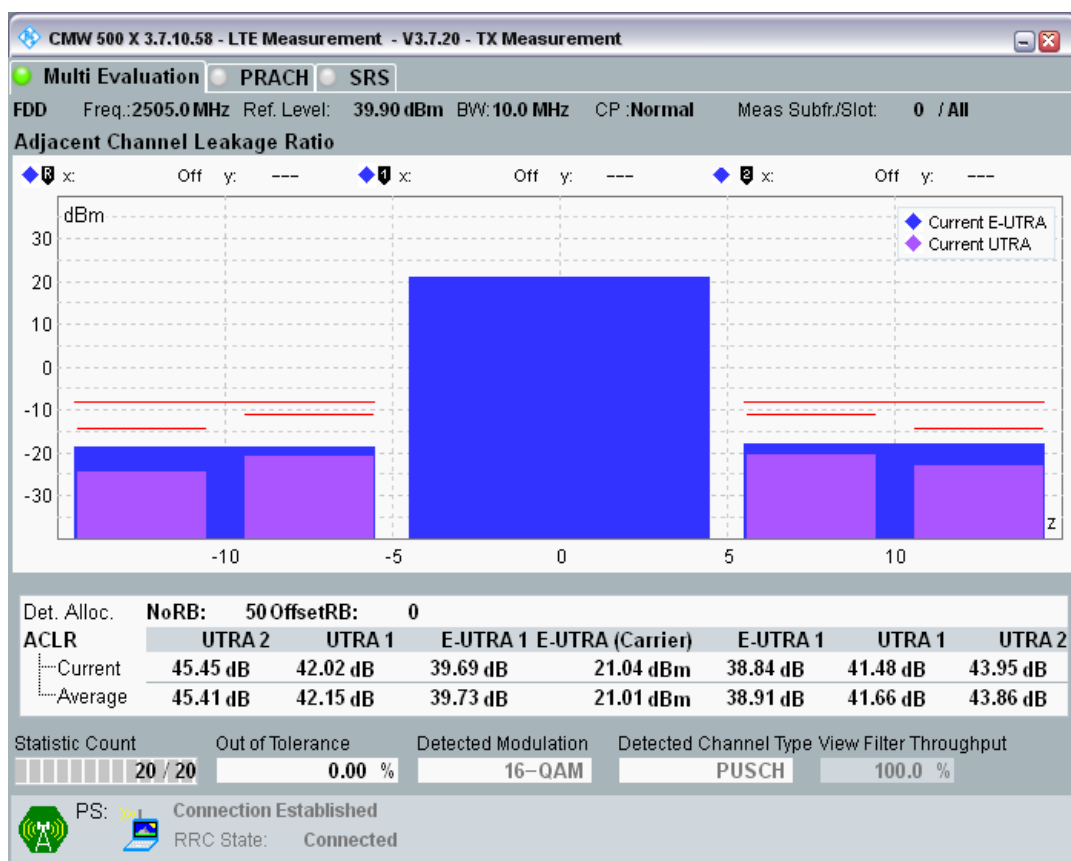 CMW 500 X 3.7.10.58 - LTE Measurement - V3.7.20 - TX Measurement
Multi Evaluation PRACH SRS
FDD Freq.:2505.0 MHz Ref. Level: 39.90 dBm BW:10.0 MHz CP :Normal Meas Subfr./Slot: 0 / All
Adjacent Channel Leakage Ratio
R x: Off y: --- 1 x: Off y: --- 2 x: Off y: ---
dBm
Current E-UTRA
Current UTRA
30
20
10
0
-10
-20
-30
z
-10 -5 0 5 10
Det. Alloc. NoRB: 50 OffsetRB: 0
ACLR UTRA 2 UTRA 1 E-UTRA 1 E-UTRA (Carrier) E-UTRA 1 UTRA 1 UTRA 2
Current 45.45 dB 42.02 dB 39.69 dB 21.04 dBm 38.84 dB 41.48 dB 43.95 dB
Average 45.41 dB 42.15 dB 39.73 dB 21.01 dBm 38.91 dB 41.66 dB 43.86 dB
Statistic Count Out of Tolerance Detected Modulation Detected Channel Type View Filter Throughput
20 / 20 0.00 % 16-QAM PUSCH 100.0 %
PS: Connection Established
RRC State: Connected